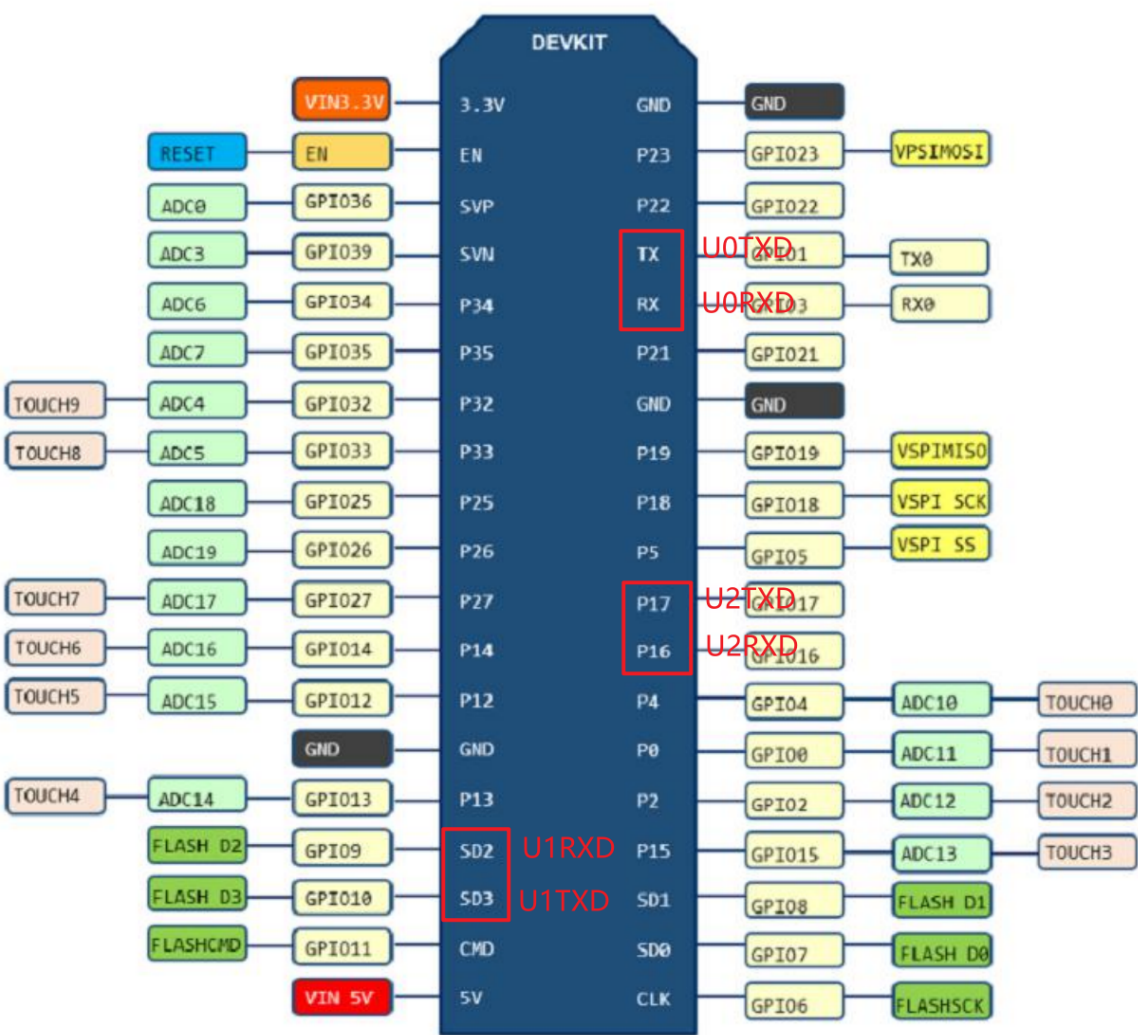 DEVKIT
VIN3.3V 3.3V GND GND
RESET EN EN P23 GPIO23 VPSIMOSI
ADC0 GPIO36 SVP P22 GPIO22
ADC3 GPIO39 SVN TX U0TXD GPIO1 TX0
ADC6 GPIO34 P34 RX U0RXD GPIO3 RX0
ADC7 GPIO35 P35 P21 GPIO21
TOUCH9 ADC4 GPIO32 P32 GND GND
TOUCH8 ADC5 GPIO33 P33 P19 GPIO19 VSPIMISO
ADC18 GPIO25 P25 P18 GPIO18 VSPI SCK
ADC19 GPIO26 P26 P5 GPIO5 VSPI SS
TOUCH7 ADC17 GPIO27 P27 P17 U2TXD GPIO17
TOUCH6 ADC16 GPIO14 P14 P16 U2RXD GPIO16
TOUCH5 ADC15 GPIO12 P12 P4 GPIO4 ADC10 TOUCH0
GND GND P0 GPIO0 ADC11 TOUCH1
TOUCH4 ADC14 GPIO13 P13 P2 GPIO2 ADC12 TOUCH2
FLASH D2 GPIO9 SD2 U1RXD P15 GPIO15 ADC13 TOUCH3
FLASH D3 GPIO10 SD3 U1TXD SD1 GPIO8 FLASH D1
FLASHCMD GPIO11 CMD SD0 GPIO7 FLASH D0
VIN 5V 5V CLK GPIO6 FLASHSCK